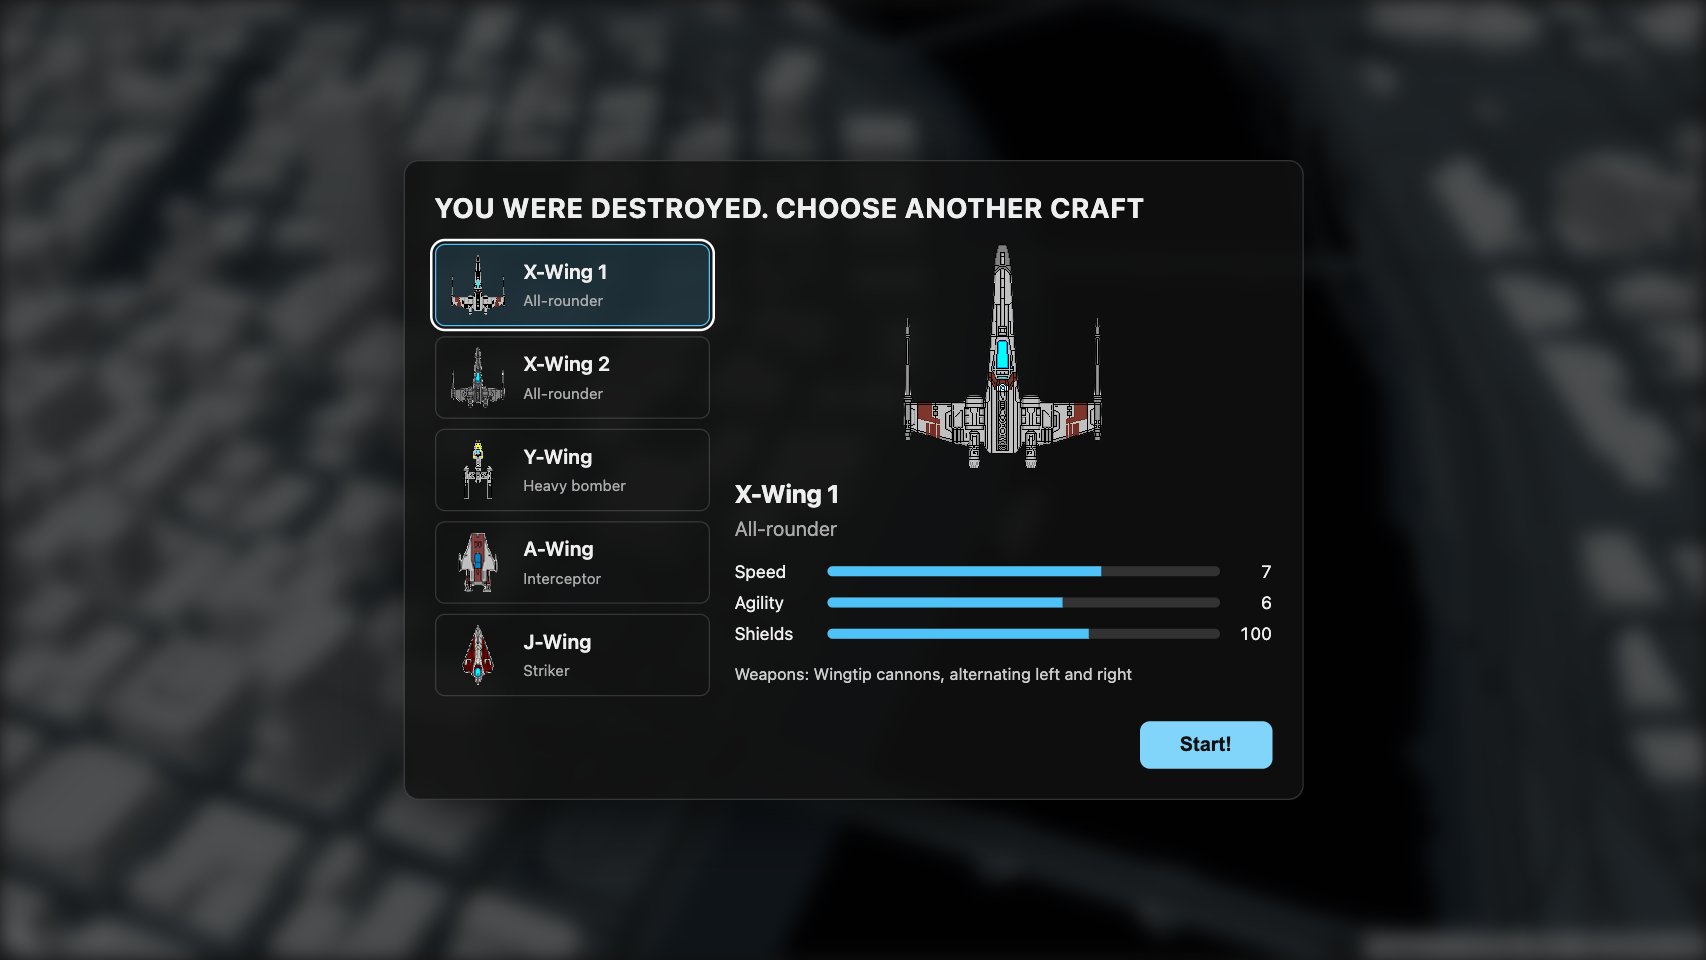 YOU WERE DESTROYED. CHOOSE ANOTHER CRAFT
X-Wing 1
All-rounder
X-Wing 2
All-rounder
Y-Wing
Heavy bomber
A-Wing
Interceptor
J-Wing
Striker
X-Wing 1
All-rounder
Speed 7
Agility 6
Shields 100
Weapons: Wingtip cannons, alternating left and right
Start!